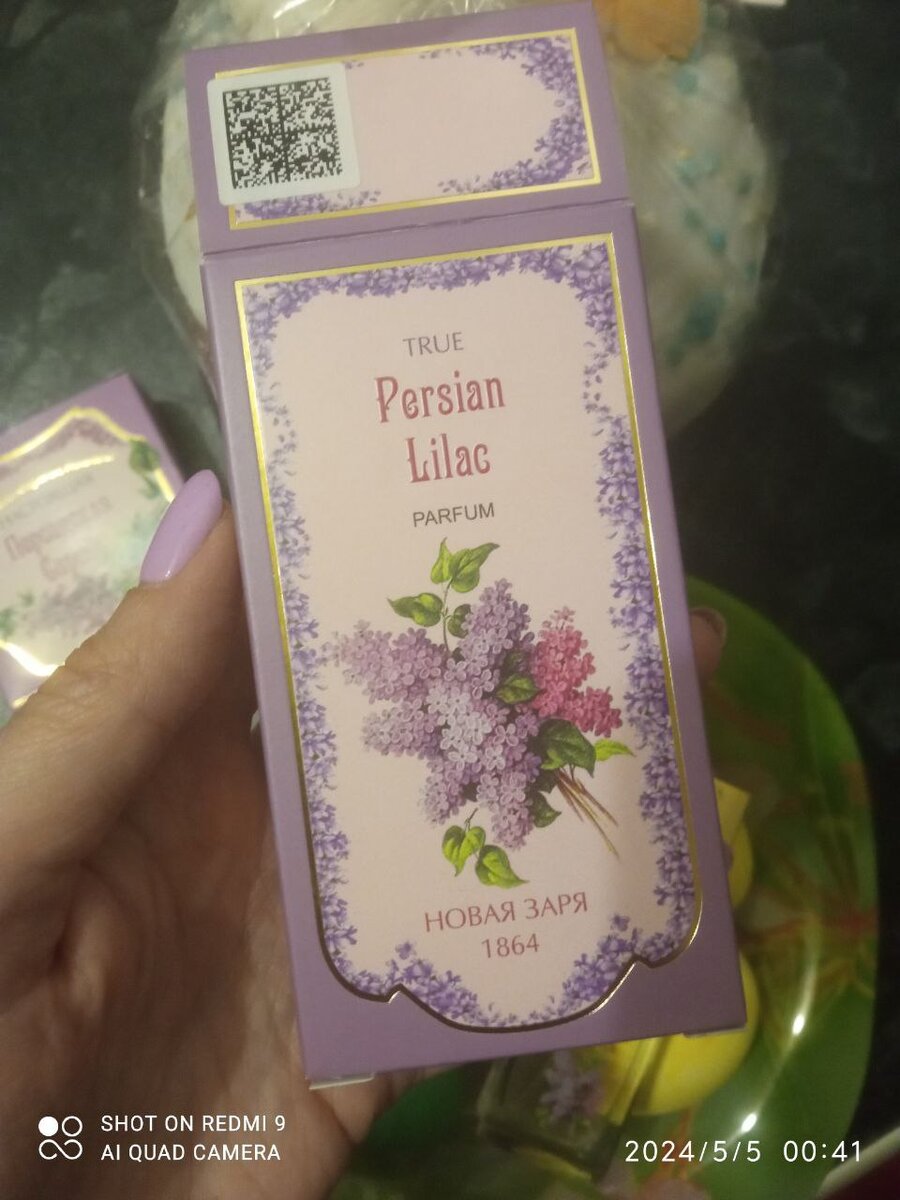 TRUE
Persian
Lilac
PARFUM
НОВАЯ ЗАРЯ
1864
SHOT ON REDMI 9
AI QUAD CAMERA
2024/5/5 00:41